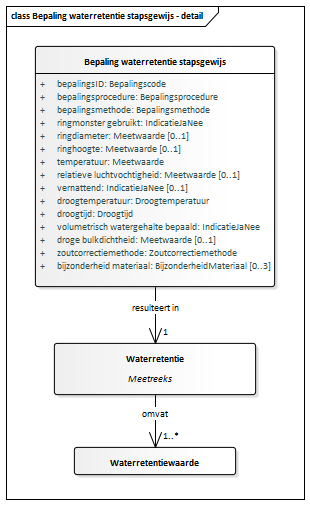 class Bepaling waterretentie stapsgewijs - detail
Bepaling waterretentie stapsgewijs
+ bepalingsID: Bepalingscode
+ bepalingsprocedure: Bepalingsprocedure
+ bepalingsmethode: Bepalingsmethode
+ ringmonster gebruikt: IndicatieJaNee
+ ringdiameter: Meetwaarde [0..1]
+ ringhoogte: Meetwaarde [0..1]
+ temperatuur: Meetwaarde
+ relatieve luchtvochtigheid: Meetwaarde [0..1]
+ vernattend: IndicatieJaNee [0..1]
+ droogtemperatuur: Droogtemperatuur
+ droogtijd: Droogtijd
+ volumetrisch watergehalte bepaald: IndicatieJaNee
+ droge bulkdichtheid: Meetwaarde [0..1]
+ zoutcorrectiemethode: Zoutcorrectiemethode
+ bijzonderheid materiaal: BijzonderheidMateriaal [0..3]
resulteert in
1
Waterretentie
Meetreeks
omvat
1..*
Waterretentiewaarde